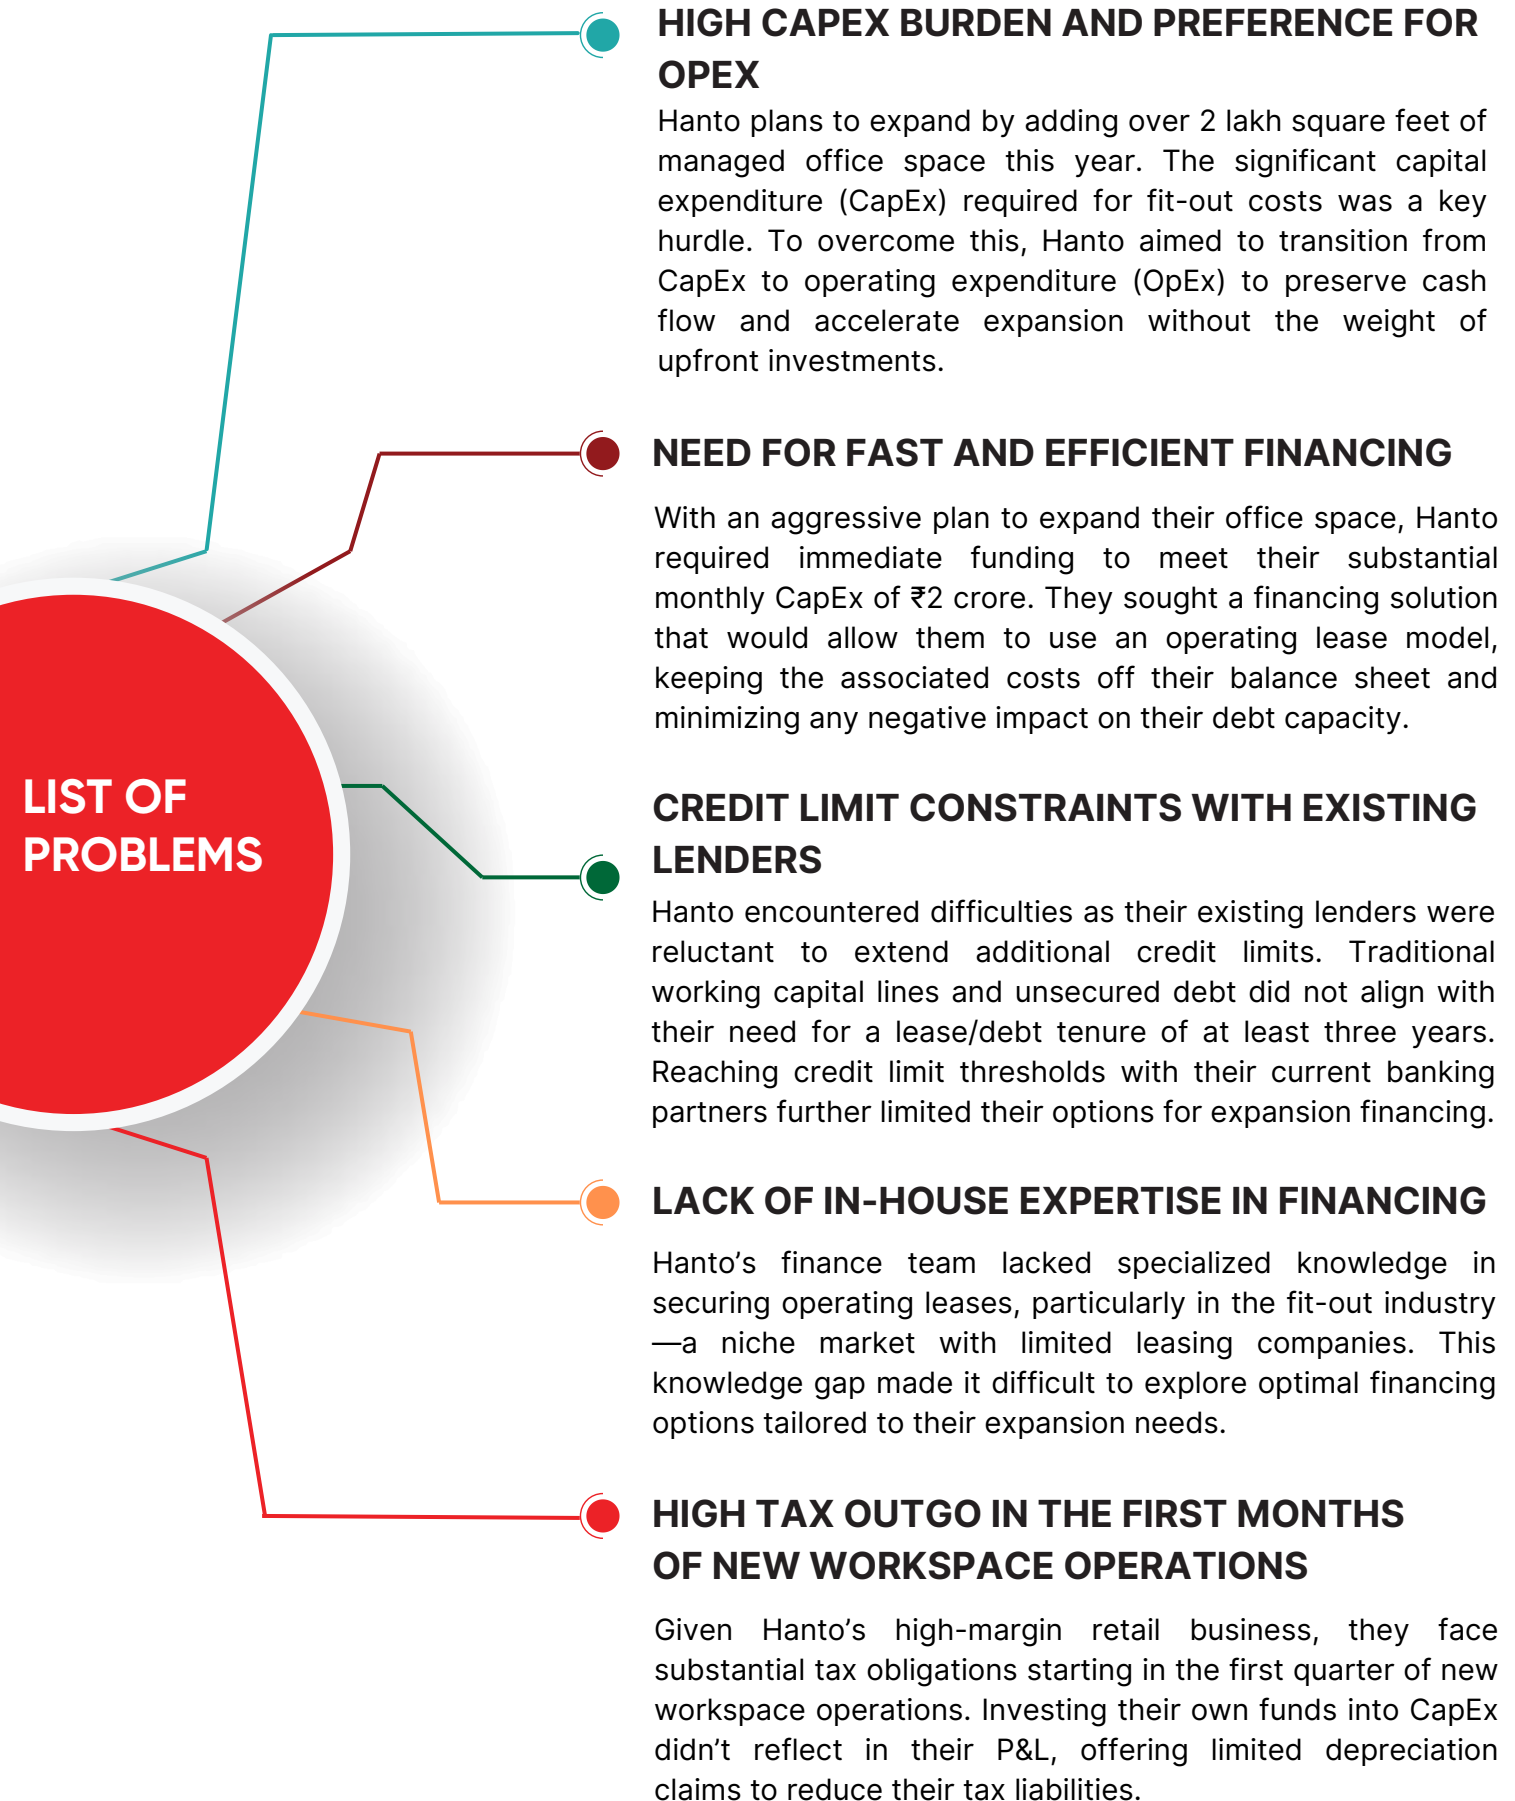 HIGH CAPEX BURDEN AND PREFERENCE FOR
OPEX
Hanto plans to expand by adding over 2 lakh square feet of
managed office space this year. The significant capital
expenditure (CapEx) required for fit-out costs was a key
hurdle. To overcome this, Hanto aimed to transition from
CapEx to operating expenditure (OpEx) to preserve cash
flow and accelerate expansion without the weight of
upfront investments.
NEED FOR FAST AND EFFICIENT FINANCING
With an aggressive plan to expand their office space, Hanto
required immediate funding to meet their substantial
monthly CapEx of ₹2 crore. They sought a financing solution
that would allow them to use an operating lease model,
keeping the associated costs off their balance sheet and
minimizing any negative impact on their debt capacity.
LIST OF
PROBLEMS
CREDIT LIMIT CONSTRAINTS WITH EXISTING
LENDERS
Hanto encountered difficulties as their existing lenders were
reluctant to extend additional credit limits. Traditional
working capital lines and unsecured debt did not align with
their need for a lease/debt tenure of at least three years.
Reaching credit limit thresholds with their current banking
partners further limited their options for expansion financing.
LACK OF IN-HOUSE EXPERTISE IN FINANCING
Hanto’s finance team lacked specialized knowledge in
securing operating leases, particularly in the fit-out industry
—a niche market with limited leasing companies. This
knowledge gap made it difficult to explore optimal financing
options tailored to their expansion needs.
HIGH TAX OUTGO IN THE FIRST MONTHS
OF NEW WORKSPACE OPERATIONS
Given Hanto’s high-margin retail business, they face
substantial tax obligations starting in the first quarter of new
workspace operations. Investing their own funds into CapEx
didn’t reflect in their P&L, offering limited depreciation
claims to reduce their tax liabilities.